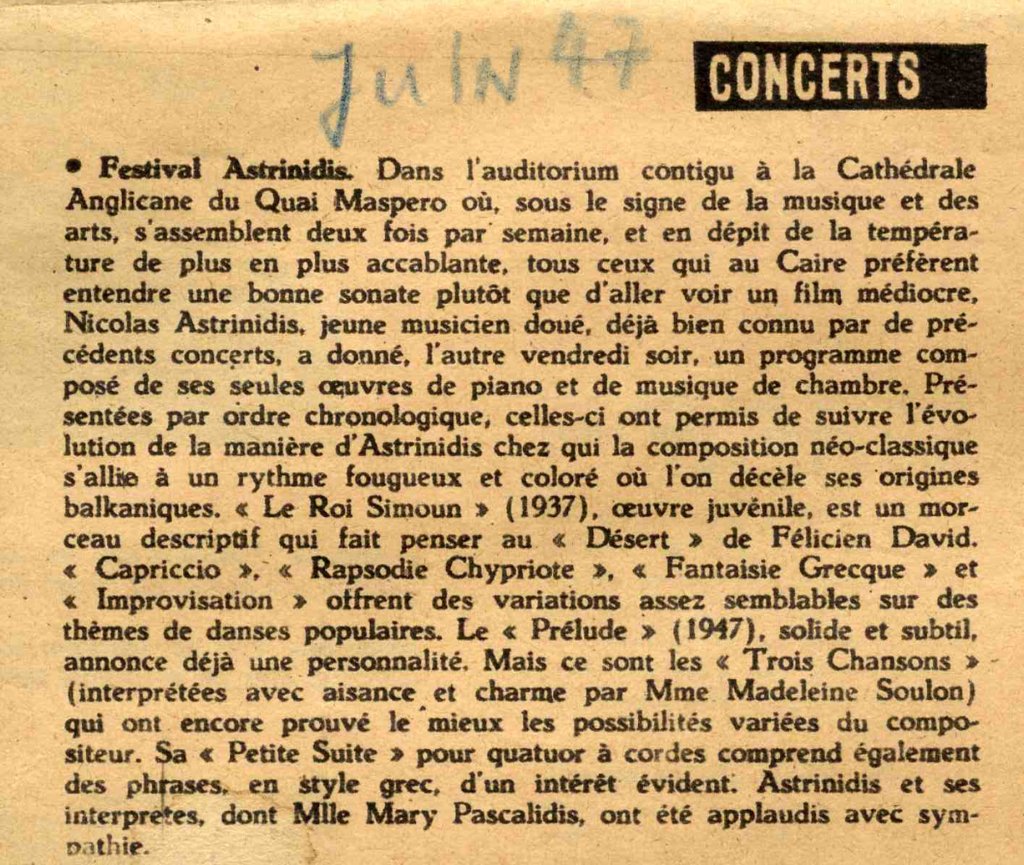 Juin 47
CONCERTS
• Festival Astrinidis. Dans l'auditorium contigu à la Cathédrale
Anglicane du Quai Maspero où, sous le signe de la musique et des
arts, s'assemblent deux fois par semaine, et en dépit de la tempéra-
ture de plus en plus accablante, tous ceux qui au Caire préfèrent
entendre une bonne sonate plutôt que d'aller voir un film médiocre,
Nicolas Astrinidis, jeune musicien doué, déjà bien connu par de pré-
cédents concerts, a donné, l'autre vendredi soir, un programme com-
posé de ses seules œuvres de piano et de musique de chambre. Pré-
sentées par ordre chronologique, celles-ci ont permis de suivre l'évo-
lution de la manière d'Astrinidis chez qui la composition néo-classique
s'allie à un rythme fougueux et coloré où l'on décèle ses origines
balkaniques. « Le Roi Simoun » (1937), œuvre juvénile, est un mor-
ceau descriptif qui fait penser au « Désert » de Félicien David.
« Capriccio », « Rapsodie Chypriote », « Fantaisie Grecque » et
« Improvisation » offrent des variations assez semblables sur des
thèmes de danses populaires. Le « Prélude » (1947), solide et subtil,
annonce déjà une personnalité. Mais ce sont les « Trois Chansons »
(interprétées avec aisance et charme par Mme Madeleine Soulon)
qui ont encore prouvé le mieux les possibilités variées du compo-
siteur. Sa « Petite Suite » pour quatuor à cordes comprend également
des phrases, en style grec, d'un intérêt évident. Astrinidis et ses
interpretes, dont Mlle Mary Pascalidis, ont été applaudis avec sym-
pathie.